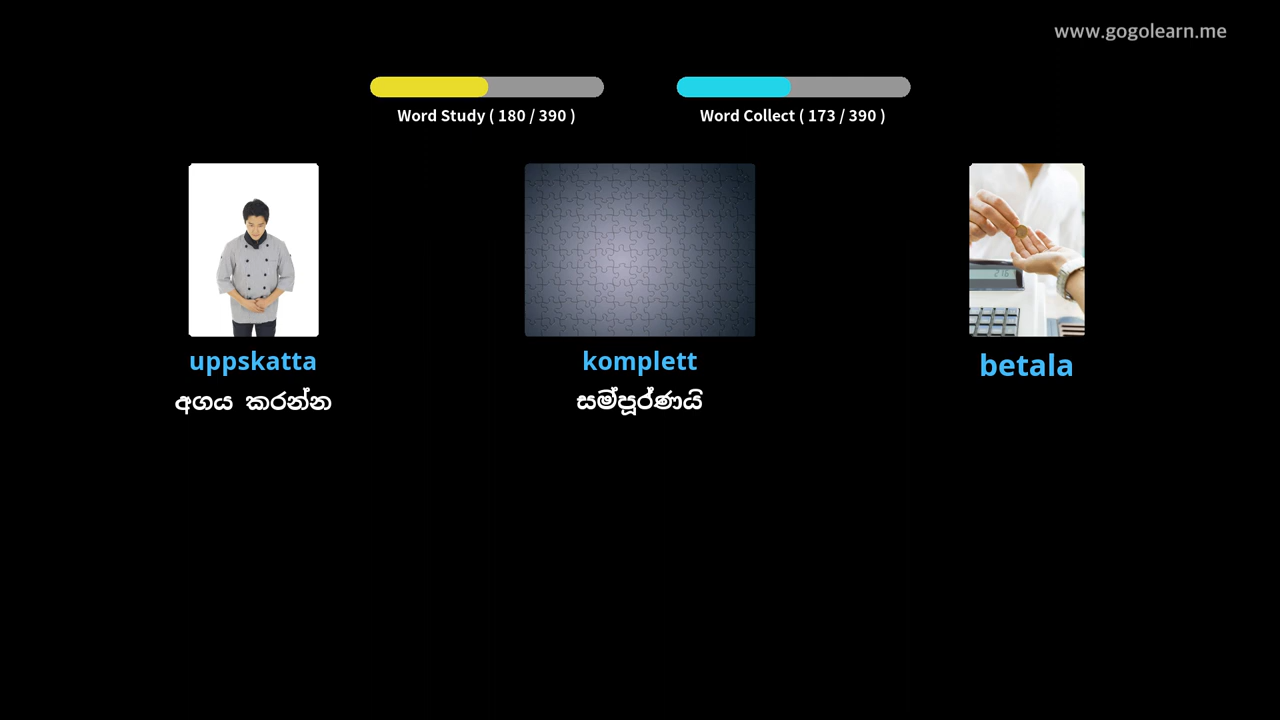 www.gogolearn.me
Word Study ( 180 / 390 )
Word Collect ( 173 / 390 )
uppskatta
komplett
betala
අගය කරන්න
සම්පූර්ණයි